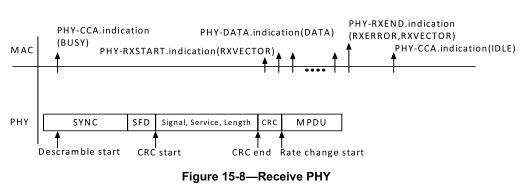 PHY-CCA.indication
(BUSY)
PHY-RXSTART.indication(RXVECTOR)
PHY-DATA.indication(DATA)
PHY-RXEND.indication
(RXERROR,RXVECTOR)
PHY-CCA.indication(IDLE)
MAC
PHY
SYNC
SFD
Signal, Service, Length
CRC
MPDU
Descramble start
CRC start
CRC end
Rate change start
Figure 15-8—Receive PHY